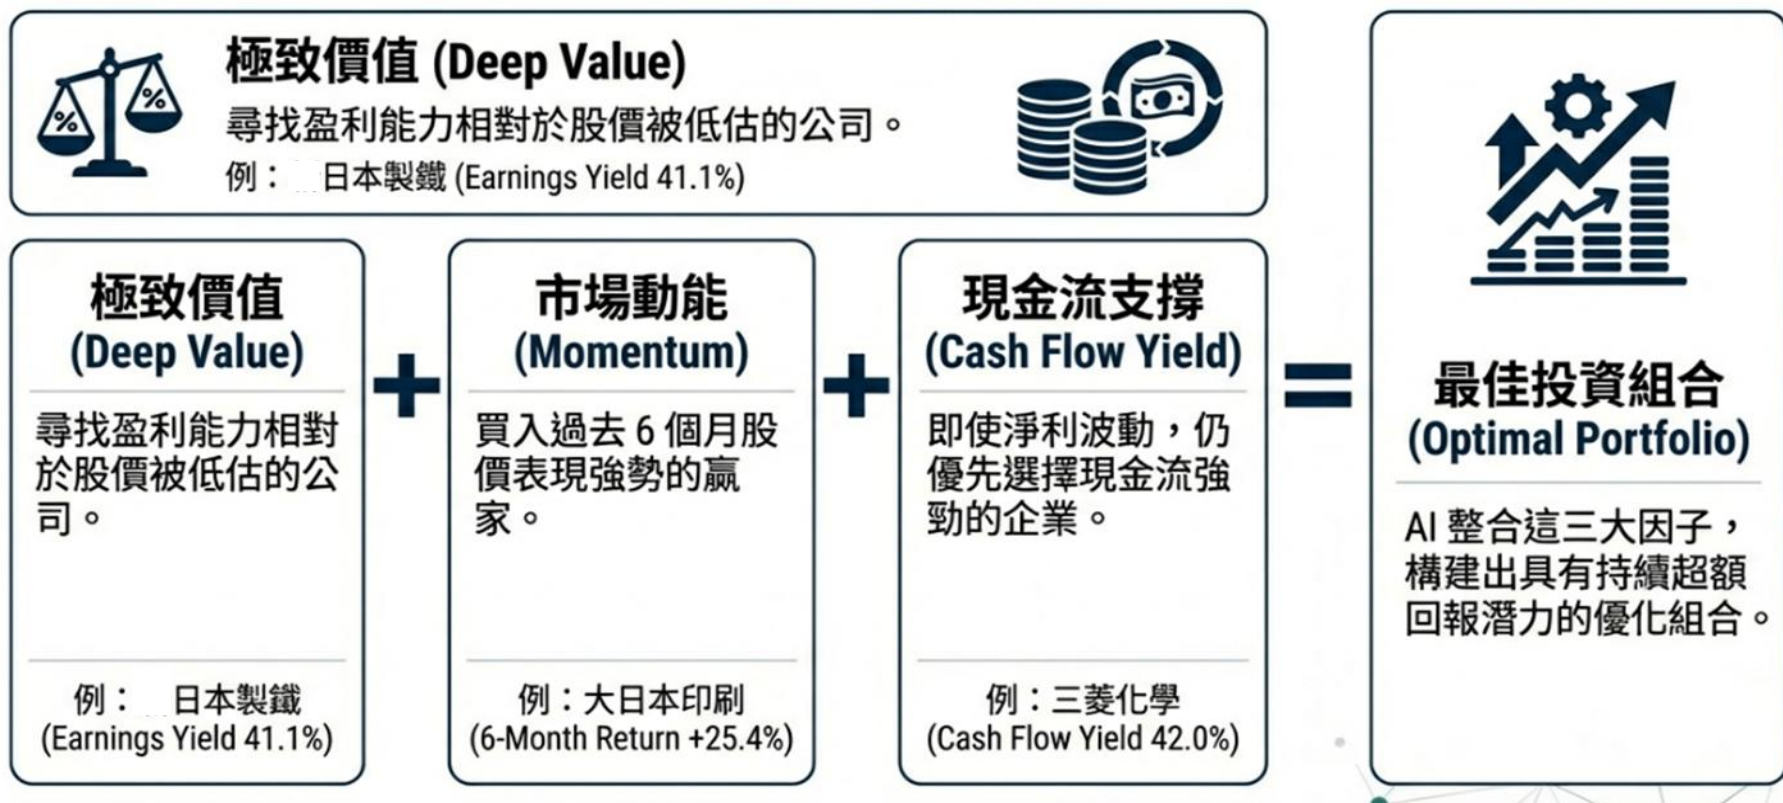 極致價值 (Deep Value)
尋找盈利能力相對於股價被低估的公司。
例： 日本製鐵 (Earnings Yield 41.1%)
% %
極致價值
(Deep Value)
尋找盈利能力相對
於股價被低估的公
司。
例： 日本製鐵
(Earnings Yield 41.1%)
+
市場動能
(Momentum)
買入過去 6 個月股
價表現強勢的贏
家。
例：大日本印刷
(6-Month Return +25.4%)
+
現金流支撐
(Cash Flow Yield)
即使淨利波動，仍
優先選擇現金流強
勁的企業。
例：三菱化學
(Cash Flow Yield 42.0%)
=
最佳投資組合
(Optimal Portfolio)
AI 整合這三大因子，
構建出具有持續超額
回報潛力的優化組合。